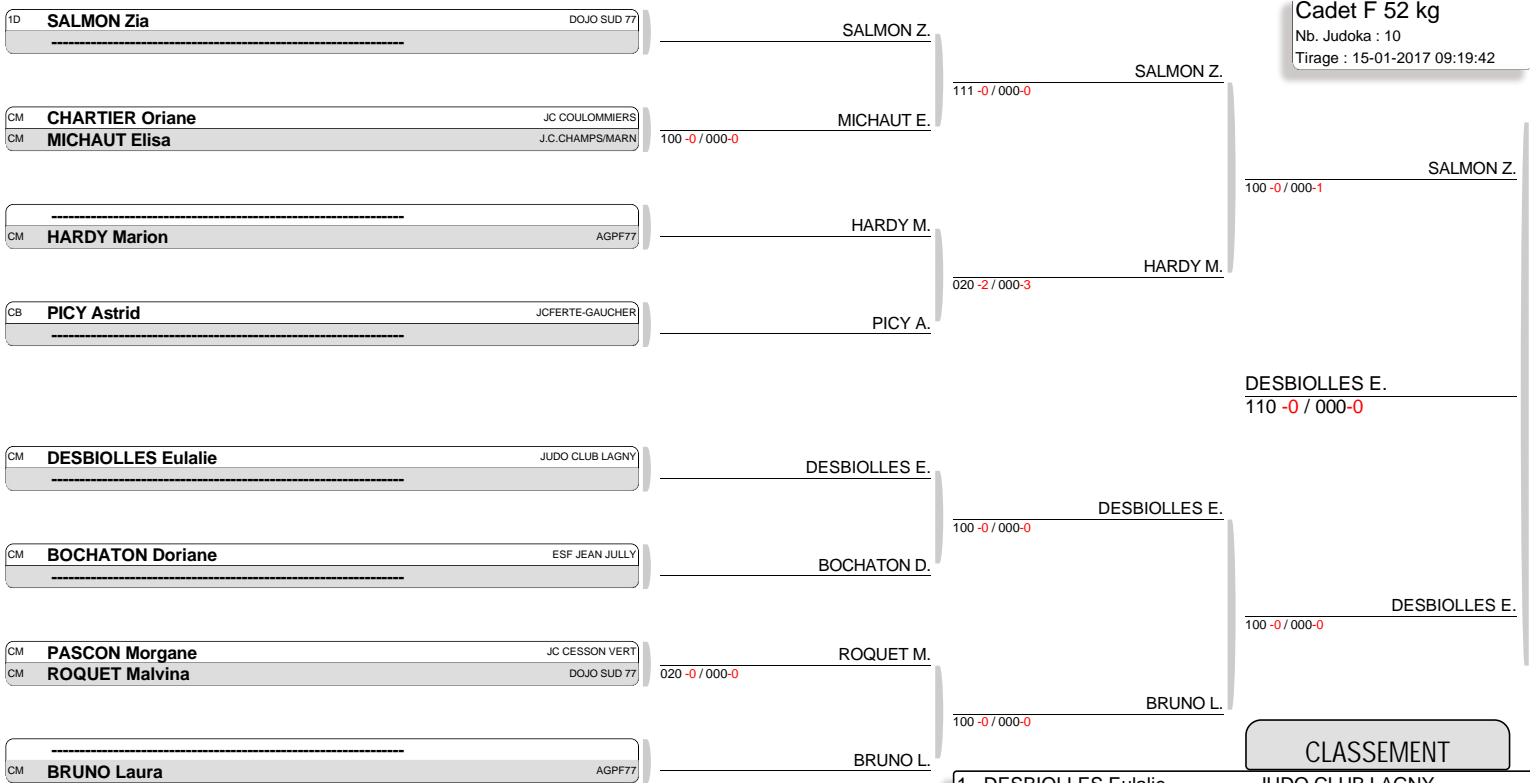 Cadet F 52 kg
Nb. Judoka : 10
Tirage : 15-01-2017 09:19:42
1D SALMON Zia DOJO SUD 77
----------------------------------------------------------------
CM CHARTIER Oriane JC COULOMMIERS
CM MICHAUT Elisa J.C.CHAMPS/MARN
----------------------------------------------------------------
CM HARDY Marion AGPF77
CB PICY Astrid JCFERTE-GAUCHER
----------------------------------------------------------------
CM DESBIOLLES Eulalie JUDO CLUB LAGNY
----------------------------------------------------------------
CM BOCHATON Doriane ESF JEAN JULLY
----------------------------------------------------------------
CM PASCON Morgane JC CESSON VERT
CM ROQUET Malvina DOJO SUD 77
----------------------------------------------------------------
CM BRUNO Laura AGPF77
SALMON Z.
MICHAUT E.
100 -0 / 000-0
HARDY M.
PICY A.
DESBIOLLES E.
BOCHATON D.
ROQUET M.
020 -0 / 000-0
BRUNO L.
SALMON Z.
111 -0 / 000-0
HARDY M.
020 -2 / 000-3
DESBIOLLES E.
100 -0 / 000-0
BRUNO L.
100 -0 / 000-0
SALMON Z.
100 -0 / 000-1
DESBIOLLES E.
110 -0 / 000-0
DESBIOLLES E.
100 -0 / 000-0
CLASSEMENT
1 DESBIOLLES Eulalie JUDO CLUB LAGNY